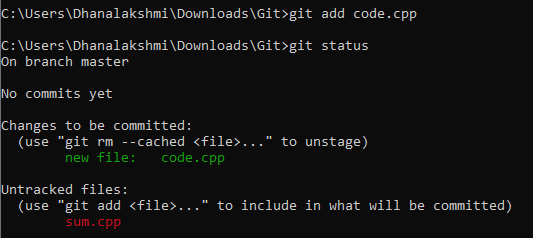 C:\Users\Dhanalakshmi\Downloads\Git>git add code.cpp
C:\Users\Dhanalakshmi\Downloads\Git>git status
On branch master
No commits yet
Changes to be committed:
(use "git rm --cached <file>..." to unstage)
new file:   code.cpp
Untracked files:
(use "git add <file>..." to include in what will be committed)
sum.cpp